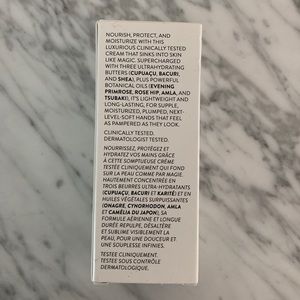 NOURISH, PROTECT, AND
MOISTURIZE WITH THIS
LUXURIOUS CLINICALLY TESTED
CREAM THAT SINKS INTO SKIN
LIKE MAGIC. SUPERCHARGED
WITH THREE ULTRAHYDRATING
BUTTERS (CUPUAÇU, BACURI,
AND SHEA), PLUS POWERFUL
BOTANICAL OILS (EVENING
PRIMROSE, ROSE HIP, AMLA, AND
TSUBAKI), IT'S LIGHTWEIGHT AND
LONG-LASTING, FOR SUPPLE,
MOISTURIZED, PLUMPED, NEXT-
LEVEL-SOFT HANDS THAT FEEL
AS PAMPERED AS THEY LOOK.
CLINICALLY TESTED.
DERMATOLOGIST TESTED.
NOURRISSEZ, PROTÉGEZ ET
HYDRATEZ VOS MAINS GRÂCE
À CETTE SOMPTUEUSE CRÈME
TESTÉE CLINIQUEMENT QUI FOND
SUR LA PEAU COMME PAR MAGIE.
HAUTEMENT CONCENTRÉE EN
TROIS BEURRES ULTRA-HYDRATANTS
(CUPUAÇU, BACURI ET KARITÉ) ET EN
HUILES VÉGÉTALES SURPUISSANTES
(ONAGRE, CYNORHODON, AMLA
ET CAMÉLIA DU JAPON), SA
FORMULE AÉRIENNE ET LONGUE
DURÉE REPULPE, DÉSALTÈRE
ET SUBLIME VISIBLEMENT LA
PEAU, POUR UNE DOUCEUR ET
UNE SOUPLESSE INFINIES.
TESTÉE CLINIQUEMENT.
TESTÉE SOUS CONTRÔLE
DERMATOLOGIQUE.